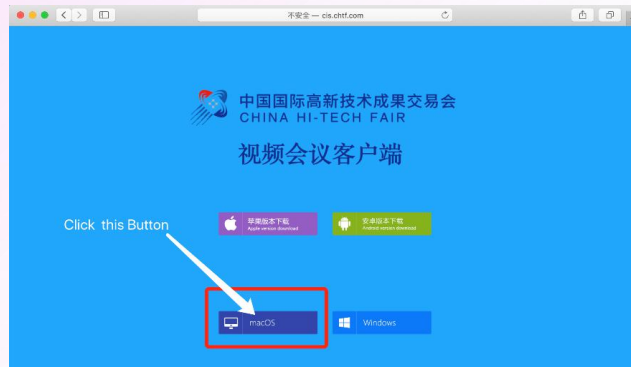 不安全 — cis.chtf.com
中国国际高新技术成果交易会
CHINA HI-TECH FAIR
视频会议客户端
苹果版本下载
Apple version download
安卓版本下载
Android version download
Click this Button
macOS
Windows